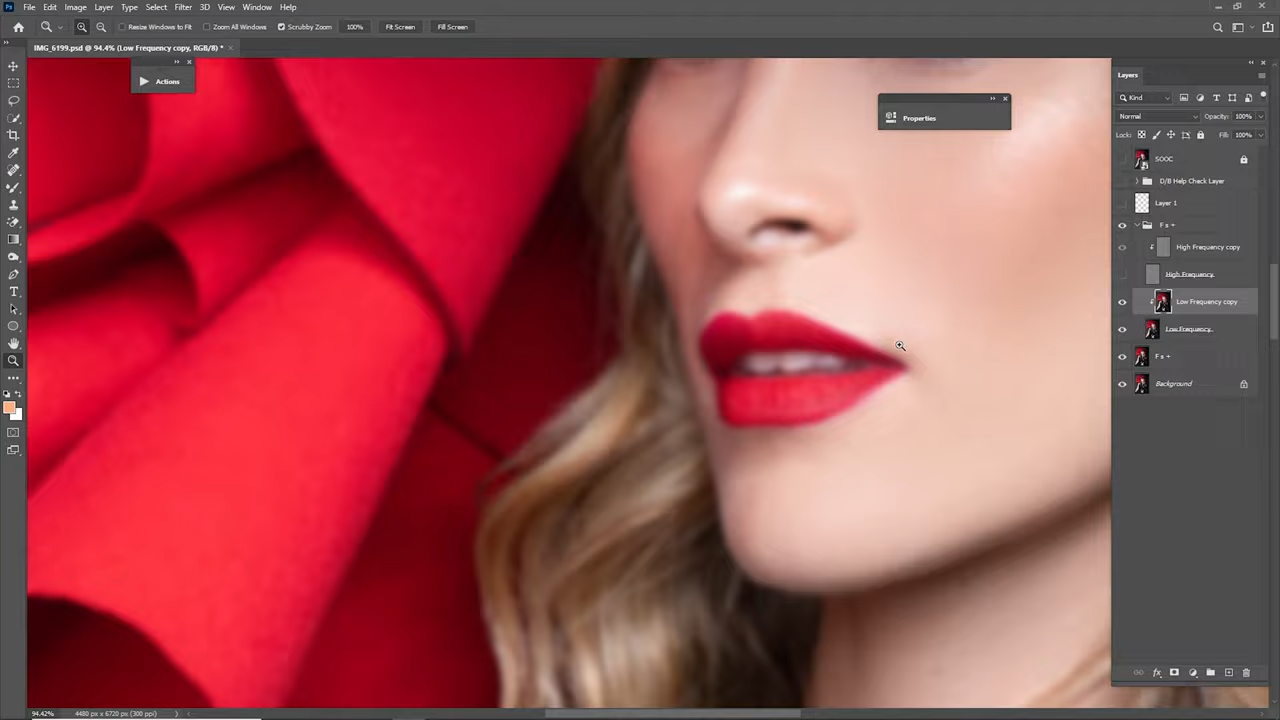 Ps File Edit Image Layer Type Select Filter 3D View Window Help
Resize Windows to Fit Zoom All Windows Scrubby Zoom 100% Fit Screen Fill Screen
IMG_6199.psd @ 94.4% (Low Frequency copy, RGB/8) *
Actions
Properties
Layers
Kind
Normal Opacity: 100%
Lock: Fill: 100%
SOOC
D/B Help Check Layer
Layer 1
F s +
High Frequency copy
High Frequency
Low Frequency copy
Low Frequency
F s +
Background
fx
94.42% 4480 px x 6720 px (300 ppi)